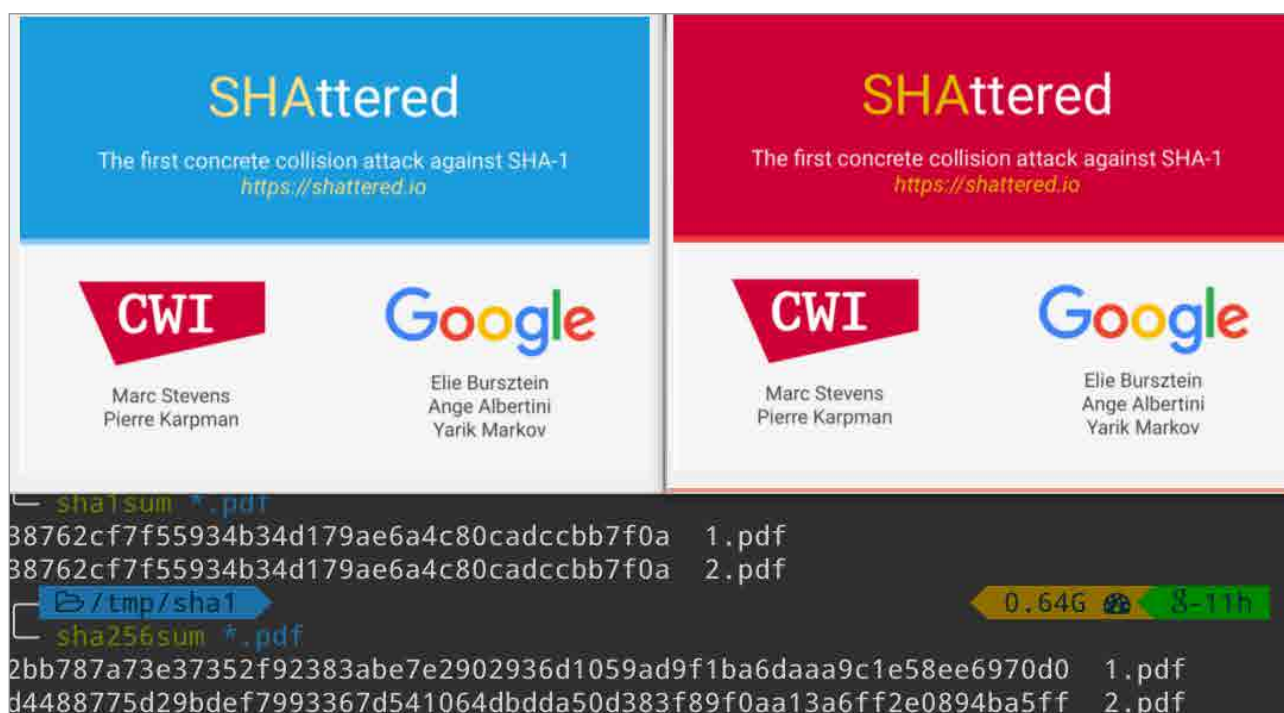 SHAttered
The first concrete collision attack against SHA-1
https://shattered.io
CWI
Marc Stevens
Pierre Karpman
Google
Elie Bursztein
Ange Albertini
Yarik Markov
SHAttered
The first concrete collision attack against SHA-1
https://shattered.io
CWI
Marc Stevens
Pierre Karpman
Google
Elie Bursztein
Ange Albertini
Yarik Markov
sha1sum *.pdf
38762cf7f55934b34d179ae6a4c80cadccbb7f0a 1.pdf
38762cf7f55934b34d179ae6a4c80cadccbb7f0a 2.pdf
/tmp/sha1
0.64G
8-11h
sha256sum *.pdf
2bb787a73e37352f92383abe7e2902936d1059ad9f1ba6daaa9c1e58ee6970d0 1.pdf
d4488775d29bdef7993367d541064dbdda50d383f89f0aa13a6ff2e0894ba5ff 2.pdf